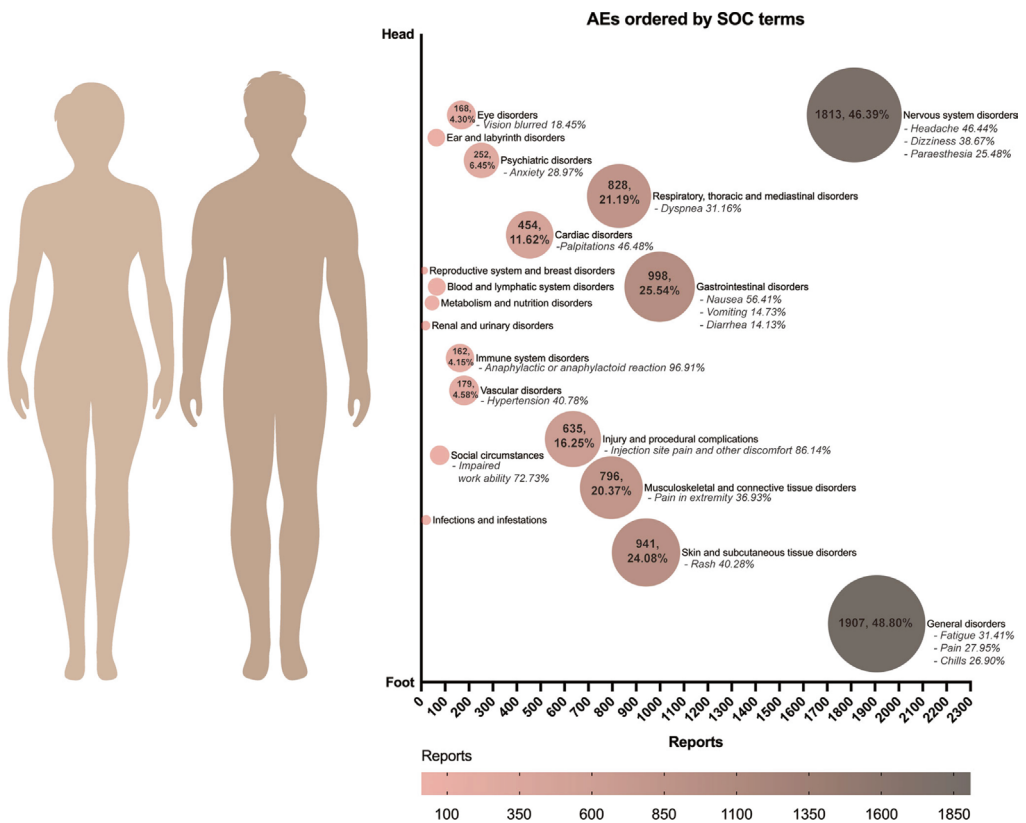 AEs ordered by SOC terms
Head
168,
4.30%
Eye disorders
- Vision blurred 18.45%
Ear and labyrinth disorders
252,
6.45%
Psychiatric disorders
- Anxiety 28.97%
1813, 46.39%
Nervous system disorders
- Headache 46.44%
- Dizziness 38.67%
- Paraesthesia 25.48%
828,
21.19%
Respiratory, thoracic and mediastinal disorders
- Dyspnea 31.16%
454,
11.62%
Cardiac disorders
-Palpitations 46.48%
Reproductive system and breast disorders
Blood and lymphatic system disorders
Metabolism and nutrition disorders
998,
25.54%
Gastrointestinal disorders
- Nausea 56.41%
- Vomiting 14.73%
- Diarrhea 14.13%
Renal and urinary disorders
162,
4.15%
Immune system disorders
- Anaphylactic or anaphylactoid reaction 96.91%
179,
4.58%
Vascular disorders
- Hypertension 40.78%
635,
16.25%
Injury and procedural complications
- Injection site pain and other discomfort 86.14%
Social circumstances
- Impaired
work ability 72.73%
796,
20.37%
Musculoskeletal and connective tissue disorders
- Pain in extremity 36.93%
Infections and infestations
941,
24.08%
Skin and subcutaneous tissue disorders
- Rash 40.28%
1907, 48.80%
General disorders
- Fatigue 31.41%
- Pain 27.95%
- Chills 26.90%
Foot
0 100 200 300 400 500 600 700 800 900 1000 1100 1200 1300 1400 1500 1600 1700 1800 1900 2000 2100 2200 2300
Reports
Reports
100 350 600 850 1100 1350 1600 1850